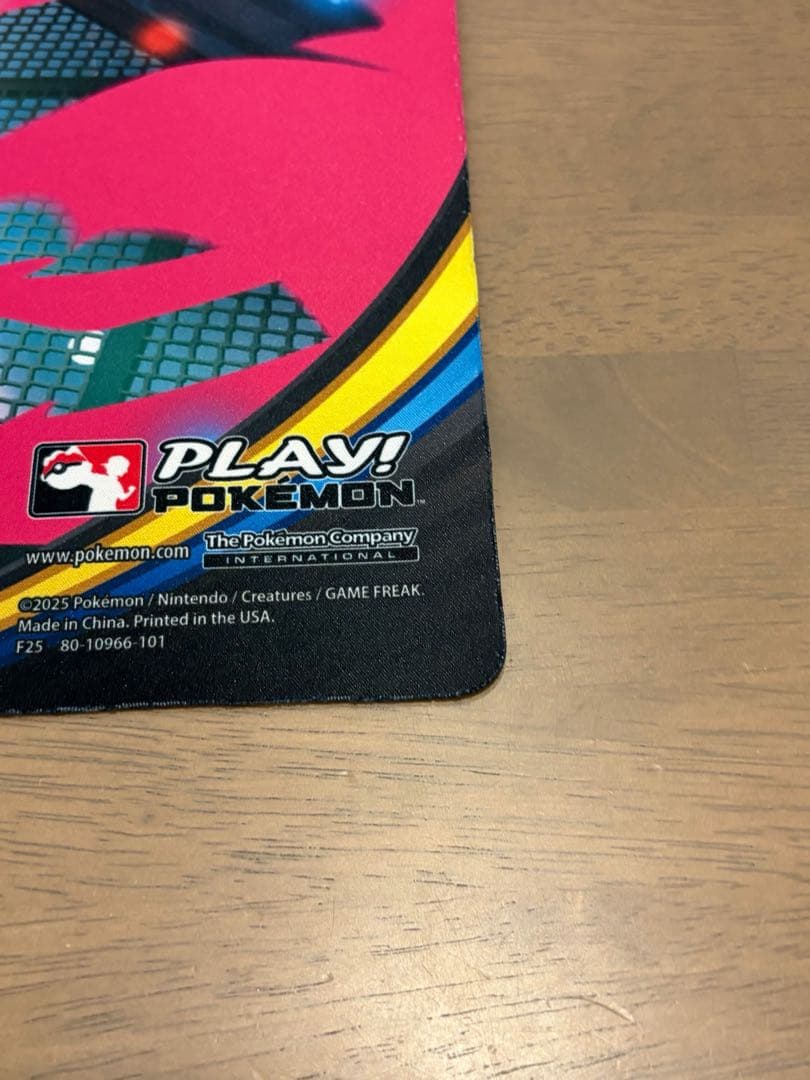 PLAY!
POKÉMON™
www.pokemon.com
The Pokémon Company
INTERNATIONAL
©2025 Pokémon / Nintendo / Creatures / GAME FREAK.
Made in China. Printed in the USA.
F25 80-10966-101